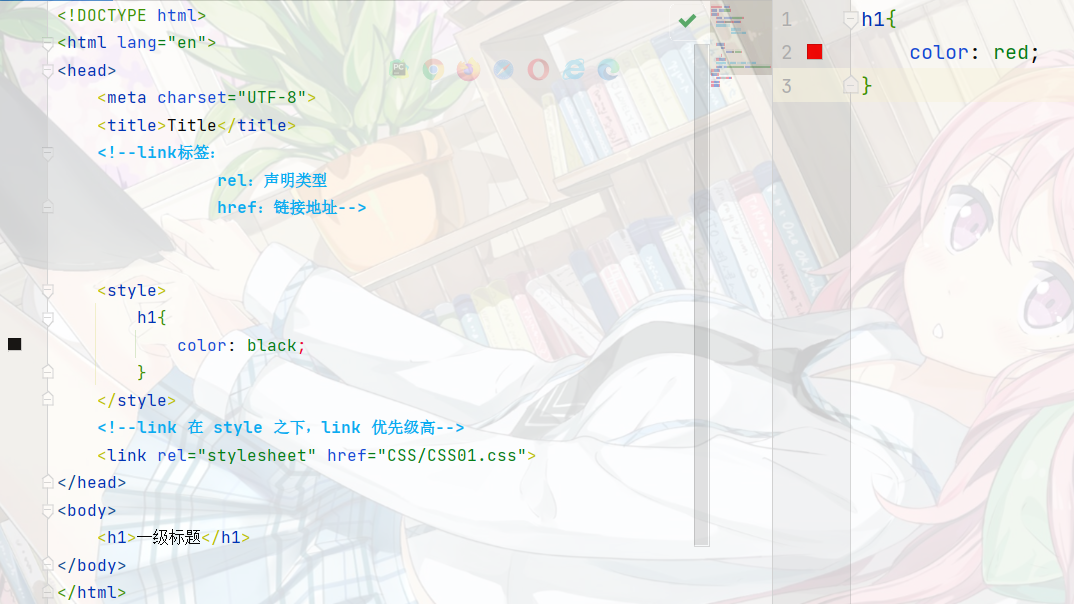 <!DOCTYPE html>
<html lang="en">
<head>
<meta charset="UTF-8">
<title>Title</title>
<!--link标签：
rel：声明类型
href：链接地址-->
<style>
h1{
color: black;
}
</style>
<!--link 在 style 之下，link 优先级高-->
<link rel="stylesheet" href="CSS/CSS01.css">
</head>
<body>
<h1>一级标题</h1>
</body>
</html>
1 h1{
2 color: red;
3 }